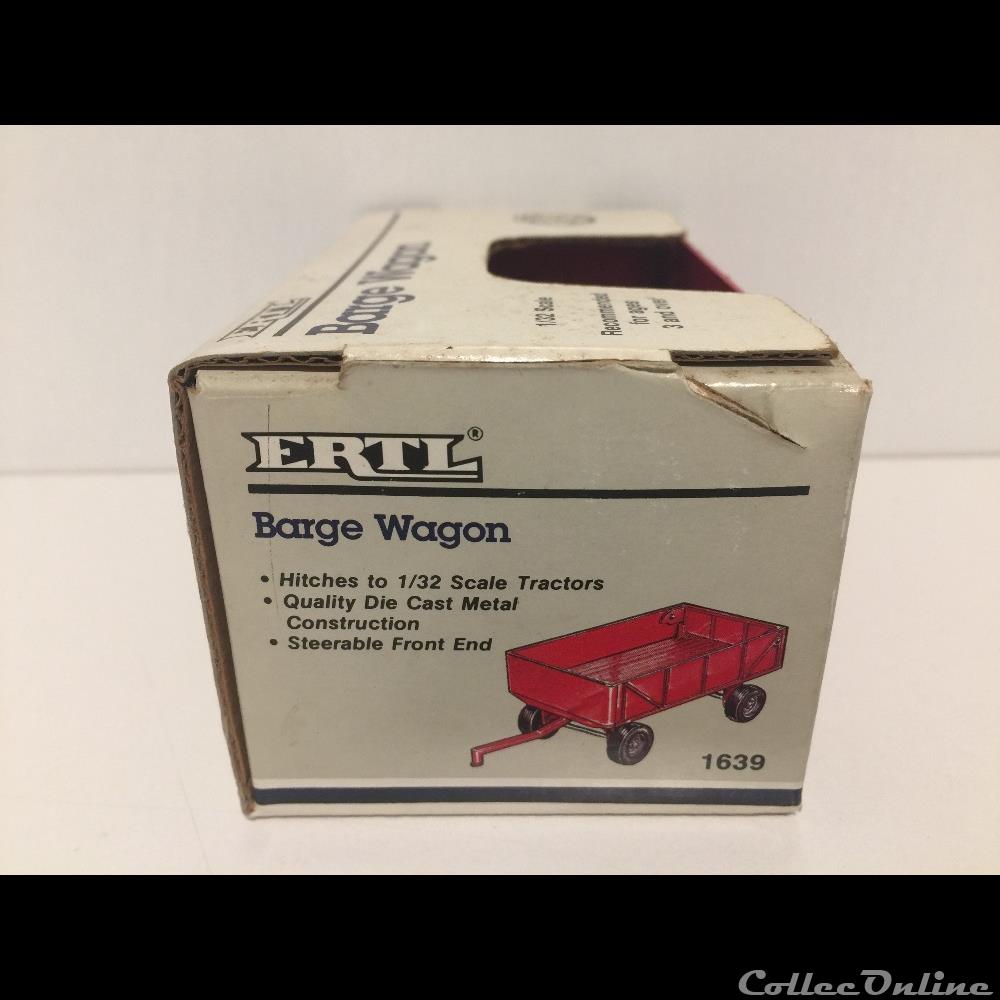 ERTL
Barge Wagon
1/32 Scale
Recommended
for ages
3 and over
ERTL®
Barge Wagon
• Hitches to 1/32 Scale Tractors
• Quality Die Cast Metal
Construction
• Steerable Front End
1639
CollecOnline